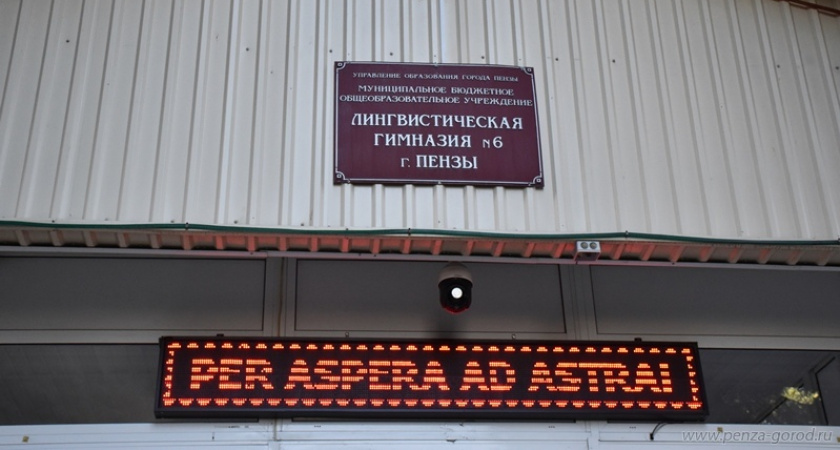 УПРАВЛЕНИЕ ОБРАЗОВАНИЯ ГОРОДА ПЕНЗЫ
МУНИЦИПАЛЬНОЕ БЮДЖЕТНОЕ
ОБЩЕОБРАЗОВАТЕЛЬНОЕ УЧРЕЖДЕНИЕ
ЛИНГВИСТИЧЕСКАЯ
ГИМНАЗИЯ №6
Г. ПЕНЗЫ
PER ASPERA AD ASTRA!
www.penza-gorod.ru